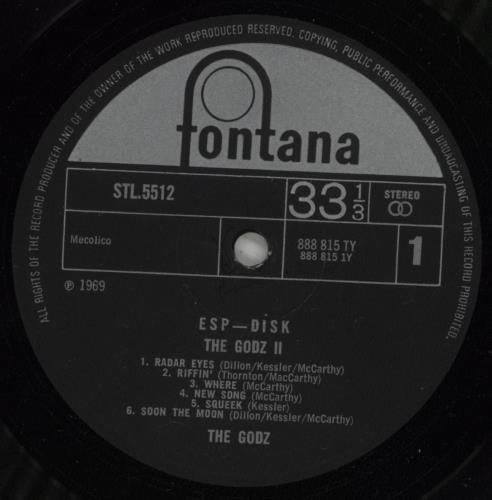 ALL RIGHTS OF THE RECORD PRODUCER AND OF THE OWNER OF THE WORK REPRODUCED RESERVED. COPYING, PUBLIC PERFORMANCE AND BROADCASTING OF THIS RECORD PROHIBITED.
fontana
STL.5512
33 1/3
STEREO
Mecolico
888 815 TY
888 815 1Y
1
℗ 1969
ESP—DISK
THE GODZ II
1. RADAR EYES (Dillon/Kessler/McCarthy)
2. RIFFIN' (Thornton/MacCarthy)
3. WHERE (McCarthy)
4. NEW SONG (McCarthy)
5. SQUEEK (Kessler)
6. SOON THE MOON (Dillon/Kessler/McCarthy)
THE GODZ